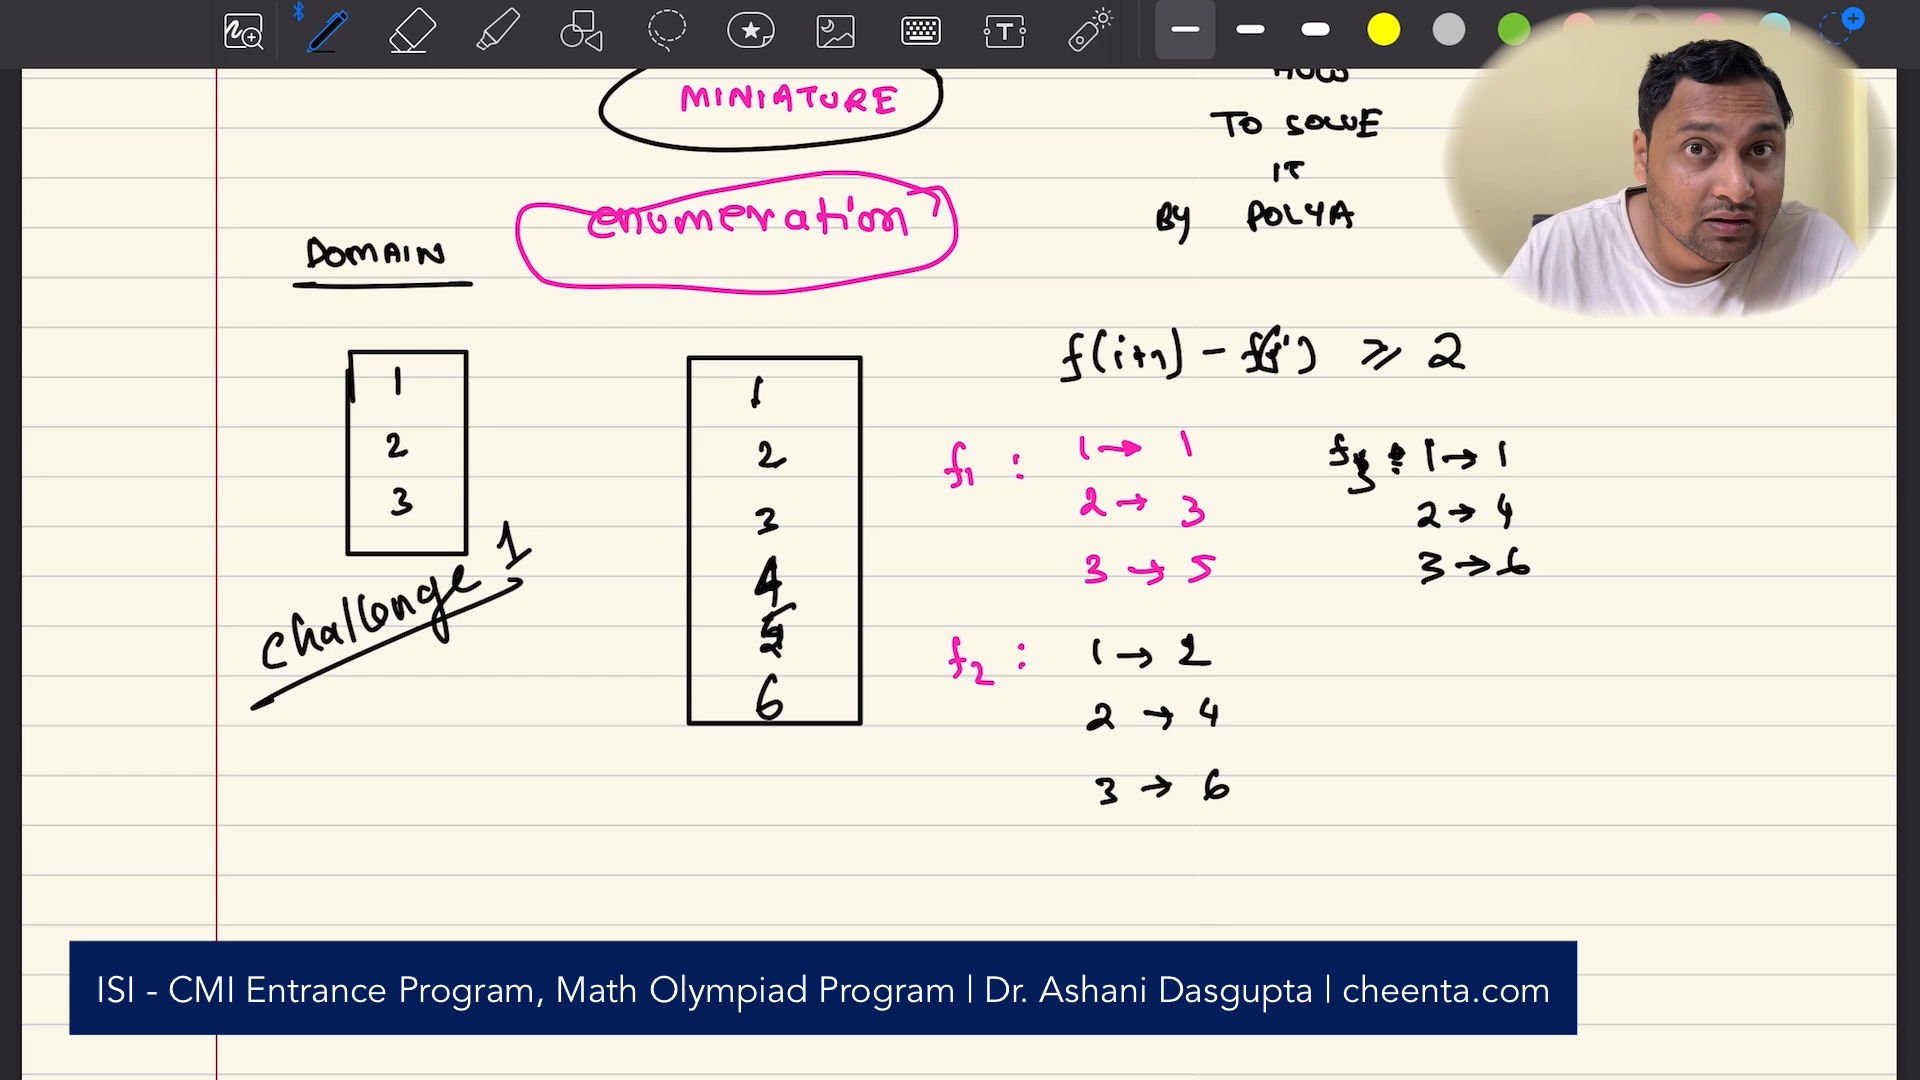 MINIATURE
TO SOLVE
IT
BY POLYA
enumeration
DOMAIN
1
2
3
challenge 1
1
2
3
4
5
6
f(i+1) - f(i) ≥ 2
f1 : 1 → 1
2 → 3
3 → 5
f3 : 1 → 1
2 → 4
3 → 6
f2 : 1 → 2
2 → 4
3 → 6
ISI - CMI Entrance Program, Math Olympiad Program | Dr. Ashani Dasgupta | cheenta.com